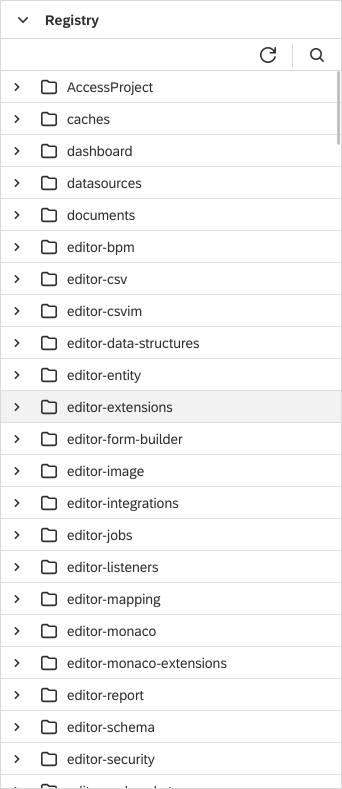 Registry
AccessProject
caches
dashboard
datasources
documents
editor-bpm
editor-csv
editor-csvim
editor-data-structures
editor-entity
editor-extensions
editor-form-builder
editor-image
editor-integrations
editor-jobs
editor-listeners
editor-mapping
editor-monaco
editor-monaco-extensions
editor-report
editor-schema
editor-security